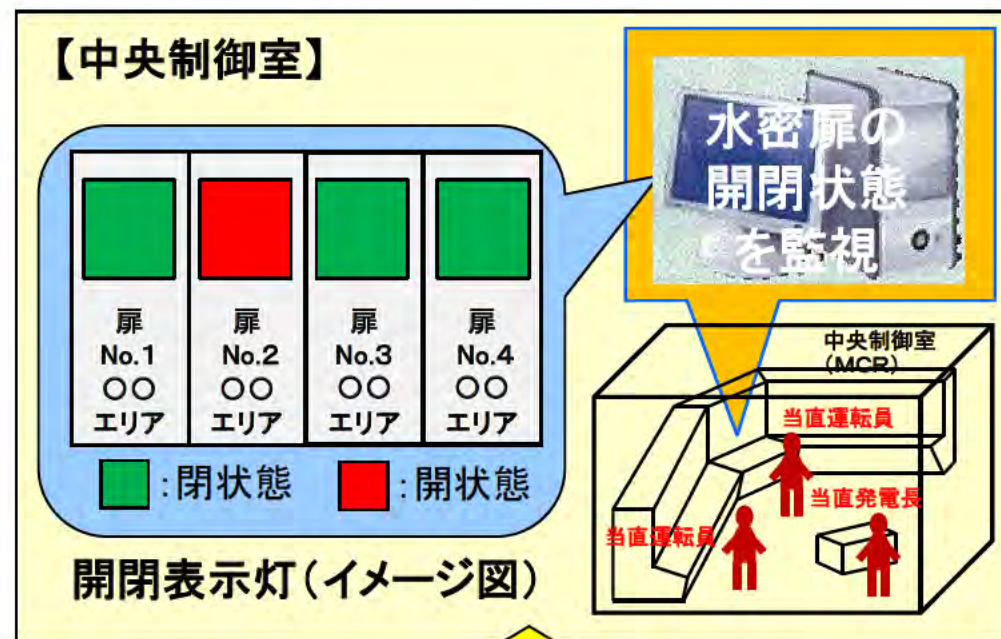 【中央制御室】
水密扉の
開閉状態
を監視
扉
No.1
○○
エリア
扉
No.2
○○
エリア
扉
No.3
○○
エリア
扉
No.4
○○
エリア
:閉状態
:開状態
開閉表示灯(イメージ図)
中央制御室
(MCR)
当直運転員
当直発電長
当直運転員